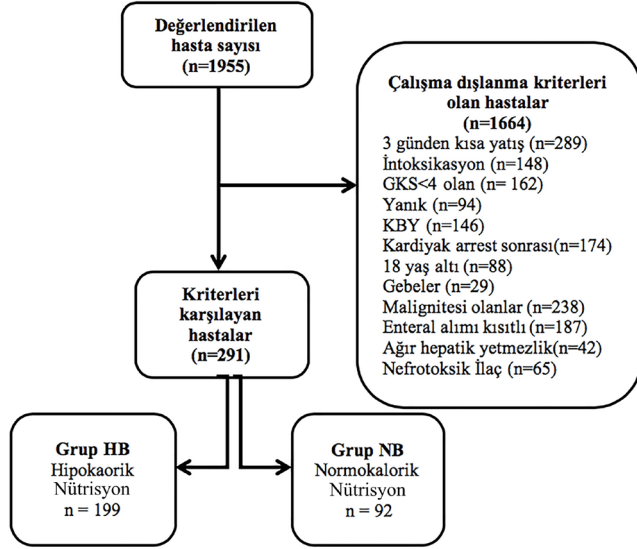 Değerlendirilen
hasta sayısı
(n=1955)
Çalışma dışlanma kriterleri
olan hastalar
(n=1664)
3 günden kısa yatış (n=289)
İntoksikasyon (n=148)
GKS<4 olan (n= 162)
Yanık (n=94)
KBY (n=146)
Kardiyak arrest sonrası(n=174)
18 yaş altı (n=88)
Gebeler (n=29)
Malignitesi olanlar (n=238)
Enteral alımı kısıtlı (n=187)
Ağır hepatik yetmezlik(n=42)
Nefrotoksik İlaç (n=65)
Kriterleri
karşılayan
hastalar
(n=291)
Grup HB
Hipokaorik
Nütrisyon
n = 199
Grup NB
Normokalorik
Nütrisyon
n = 92